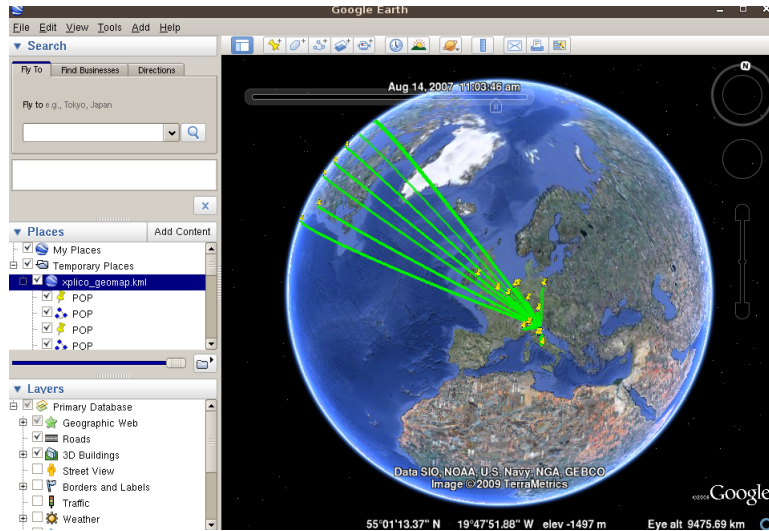 Google Earth
File Edit View Tools Add Help
Search
Fly To Find Businesses Directions
Fly to e.g., Tokyo, Japan
Places Add Content
My Places
Temporary Places
xplico_geomap.kml
POP
POP
POP
POP
Layers
Primary Database
Geographic Web
Roads
3D Buildings
Street View
Borders and Labels
Traffic
Weather
Aug 14, 2007 11:03:46 am
N
Data SIO, NOAA, U.S. Navy, NGA, GEBCO
Image ©2009 TerraMetrics
©2009 Google
55°01'13.37" N 19°47'51.88" W elev -1497 m Eye alt 9475.69 km